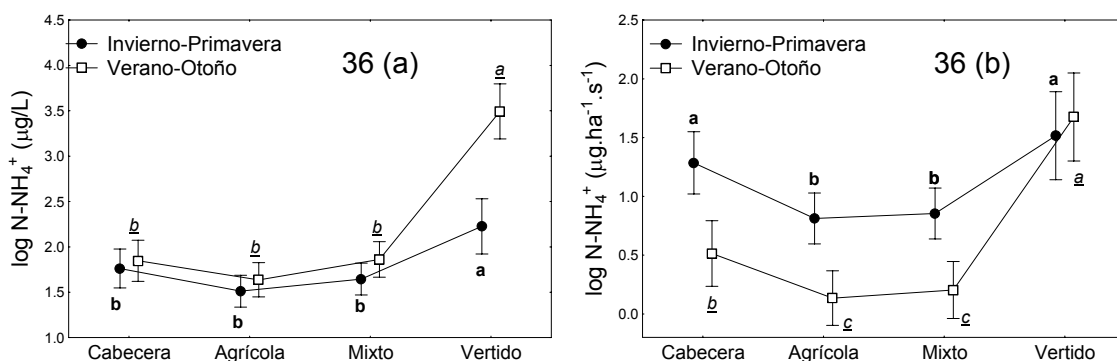 4.5
4.0
3.5
3.0
2.5
2.0
1.5
1.0
log N-NH₄⁺ (μg/L)
Invierno-Primavera
Verano-Otoño
36 (a)
a
b
b
b
b
b
b
a
Cabecera Agrícola Mixto Vertido
2.5
2.0
1.5
1.0
0.5
0.0
log N-NH₄⁺ (μg.ha⁻¹.s⁻¹)
Invierno-Primavera
Verano-Otoño
36 (b)
a
a
b
b
a
b
c
c
Cabecera Agrícola Mixto Vertido